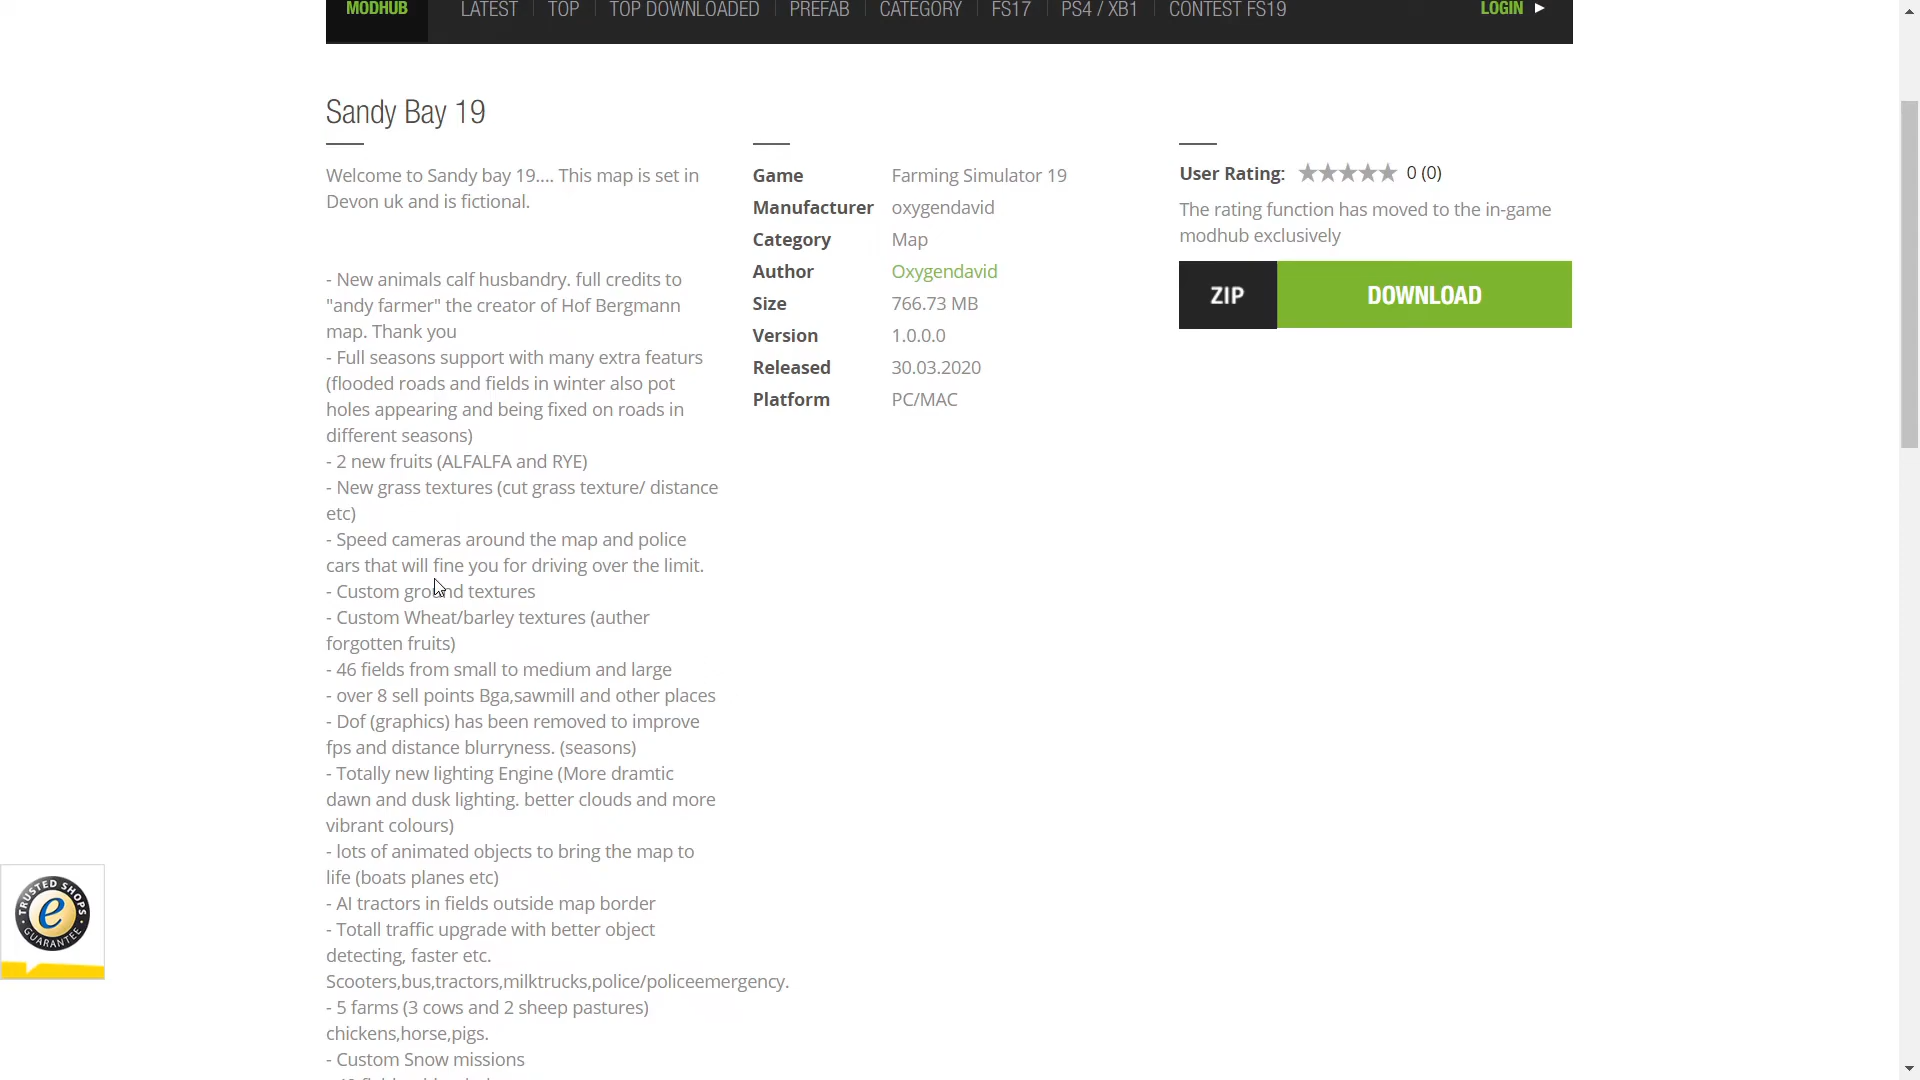 MODHUB LATEST TOP TOP DOWNLOADED PREFAB CATEGORY FS17 PS4 / XB1 CONTEST FS19 LOGIN
Sandy Bay 19
Welcome to Sandy bay 19.... This map is set in
Devon uk and is fictional.
- New animals calf husbandry. full credits to
"andy farmer" the creator of Hof Bergmann
map. Thank you
- Full seasons support with many extra featurs
(flooded roads and fields in winter also pot
holes appearing and being fixed on roads in
different seasons)
- 2 new fruits (ALFALFA and RYE)
- New grass textures (cut grass texture/ distance
etc)
- Speed cameras around the map and police
cars that will fine you for driving over the limit.
- Custom ground textures
- Custom Wheat/barley textures (auther
forgotten fruits)
- 46 fields from small to medium and large
- over 8 sell points Bga,sawmill and other places
- Dof (graphics) has been removed to improve
fps and distance blurryness. (seasons)
- Totally new lighting Engine (More dramtic
dawn and dusk lighting. better clouds and more
vibrant colours)
- lots of animated objects to bring the map to
life (boats planes etc)
- AI tractors in fields outside map border
- Totall traffic upgrade with better object
detecting, faster etc.
Scooters,bus,tractors,milktrucks,police/policeemergency.
- 5 farms (3 cows and 2 sheep pastures)
chickens,horse,pigs.
- Custom Snow missions
Game Farming Simulator 19
Manufacturer oxygendavid
Category Map
Author Oxygendavid
Size 766.73 MB
Version 1.0.0.0
Released 30.03.2020
Platform PC/MAC
User Rating: 0 (0)
The rating function has moved to the in-game
modhub exclusively
ZIP DOWNLOAD
TRUSTED SHOPS
e
GUARANTEE